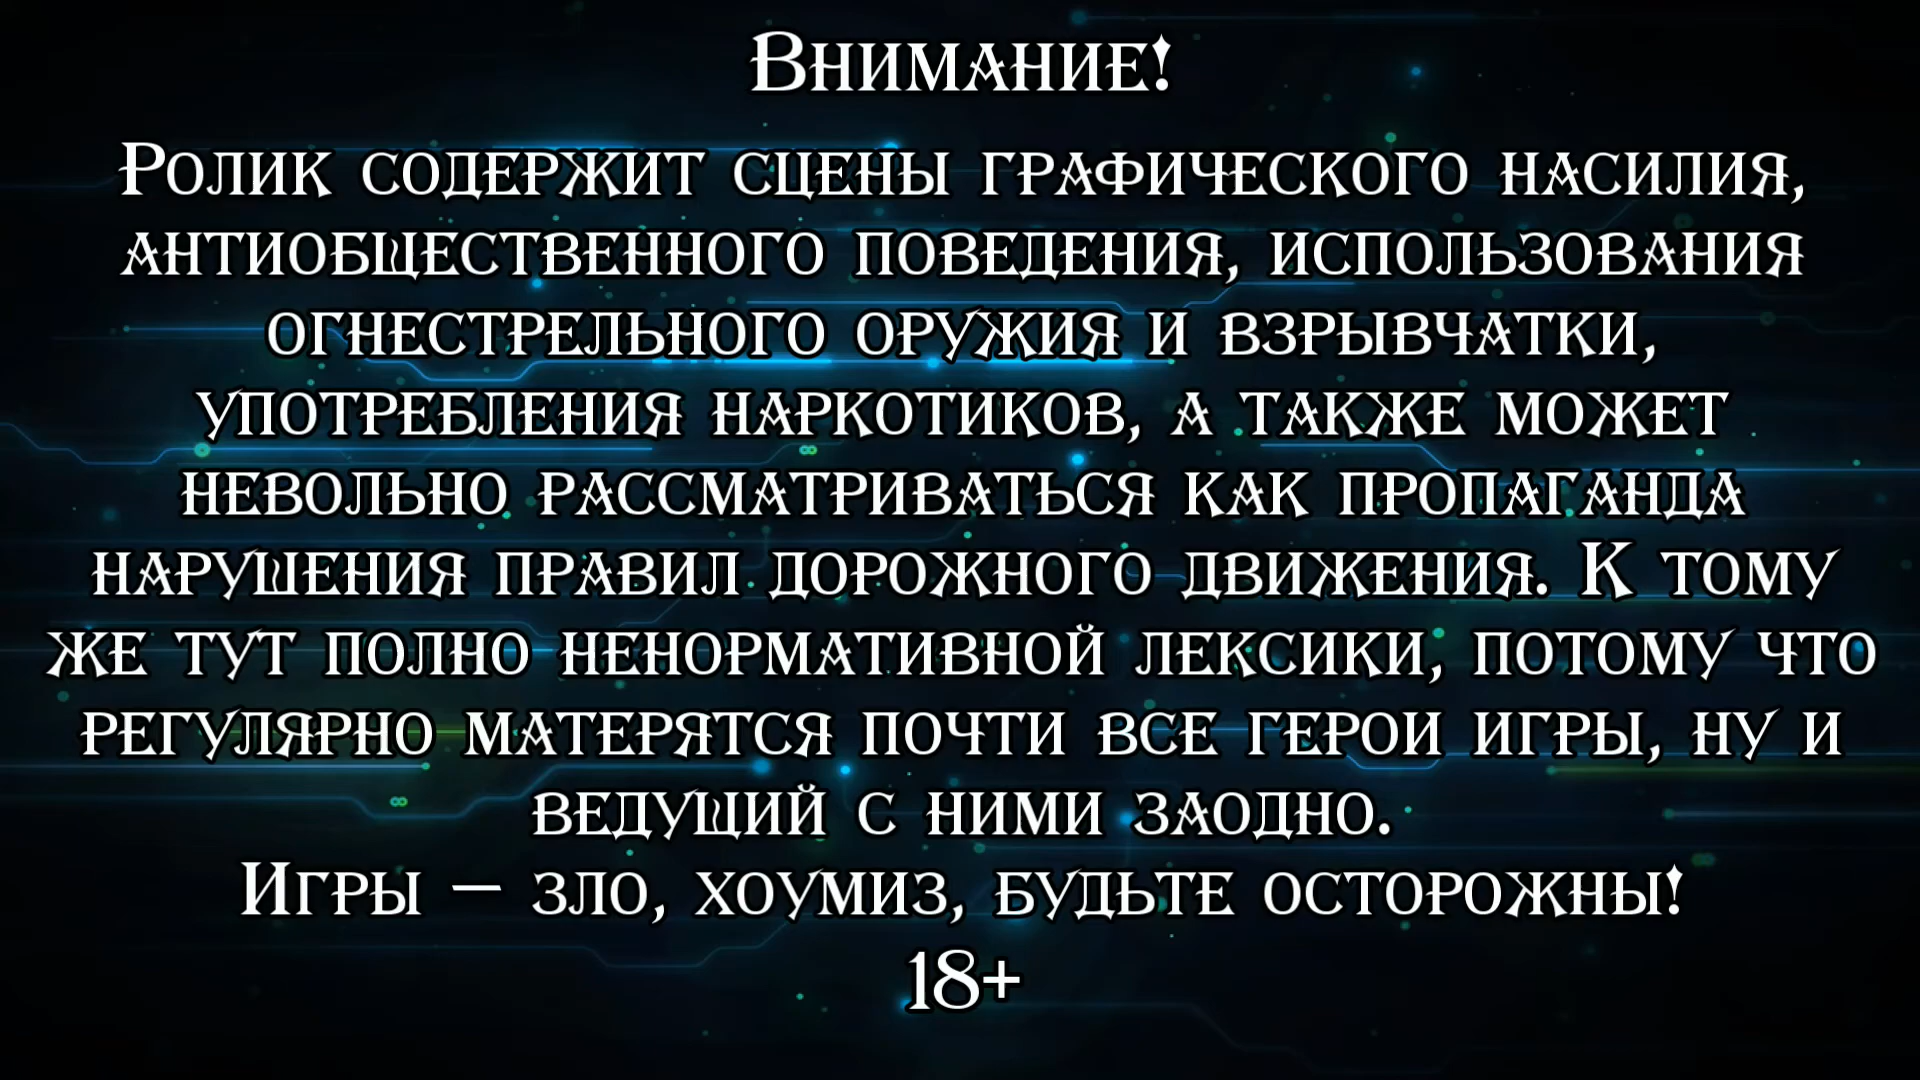 Внимание!
Ролик содержит сцены графического насилия,
антиобщественного поведения, использования
огнестрельного оружия и взрывчатки,
употребления наркотиков, а также может
невольно рассматриваться как пропаганда
нарушения правил дорожного движения. К тому
же тут полно ненормативной лексики, потому что
регулярно матерятся почти все герои игры, ну и
ведущий с ними заодно.
Игры — зло, хоумиз, будьте осторожны!
18+